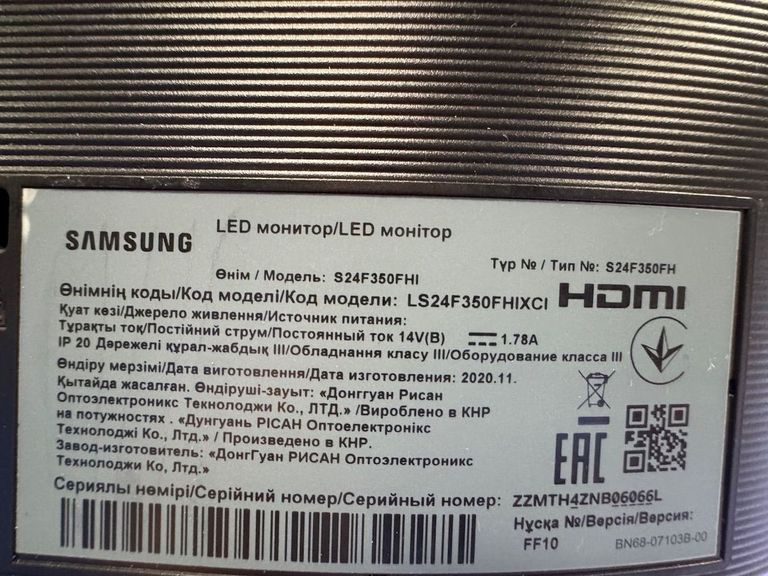 SAMSUNG
LED монитор/LED монітор
Өнім / Модель: S24F350FHI
Түр № / Тип №: S24F350FH
Өнімнің коды/Код моделі/Код модели: LS24F350FHIXCI
HDMI
Қуат көзі/Джерело живлення/Источник питания:
Тұрақты тоқ/Постійний струм/Постоянный ток 14V(B) 1.78A
IP 20 Дәрежелі құрал-жабдық III/Обладнання класу III/Оборудование класса III
Өндіру мерзімі/Дата виготовлення/Дата изготовления: 2020.11.
Қытайда жасалған. Өндіруші-зауыт: «Донггуан Рисан
Оптоэлектроникс Текнолоджи Ко., ЛТД.» /Вироблено в КНР
на потужностях . «Дунгуань РІСАН Оптоелектронікс
Технолоджі Ко., Лтд.» / Произведено в КНР.
Завод-изготовитель: «ДонгГуан РИСАН Оптоэлектроникс
Технолоджи Ко, Лтд.»
EAC
Сериялы нөмірі/Серійний номер/Серийный номер: ZZMTH4ZNB06066L
Нұсқа №/Версія/Версия:
FF10
BN68-07103B-00